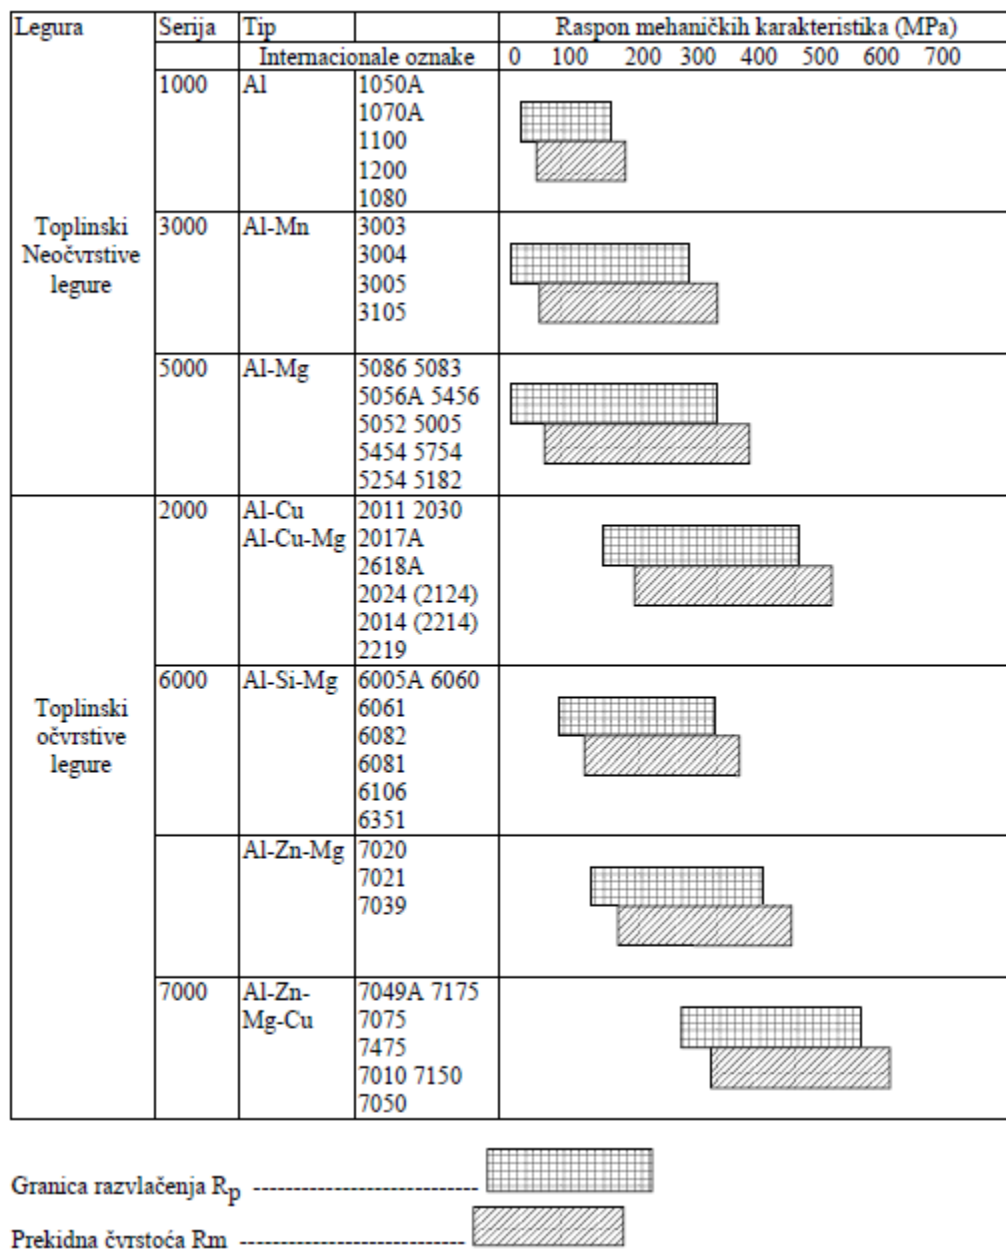 Legura Serija Tip Raspon mehaničkih karakteristika (MPa)
Internacionale oznake 0 100 200 300 400 500 600 700
Toplinski
Neočvrstive
legure
1000 Al 1050A
1070A
1100
1200
1080
3000 Al-Mn 3003
3004
3005
3105
5000 Al-Mg 5086 5083
5056A 5456
5052 5005
5454 5754
5254 5182
Toplinski
očvrstive
legure
2000 Al-Cu 2011 2030
Al-Cu-Mg 2017A
2618A
2024 (2124)
2014 (2214)
2219
6000 Al-Si-Mg 6005A 6060
6061
6082
6081
6106
6351
Al-Zn-Mg 7020
7021
7039
7000 Al-Zn- 7049A 7175
Mg-Cu 7075
7475
7010 7150
7050
Granica razvlačenja Rp ----------------------------
Prekidna čvrstoća Rm ----------------------------